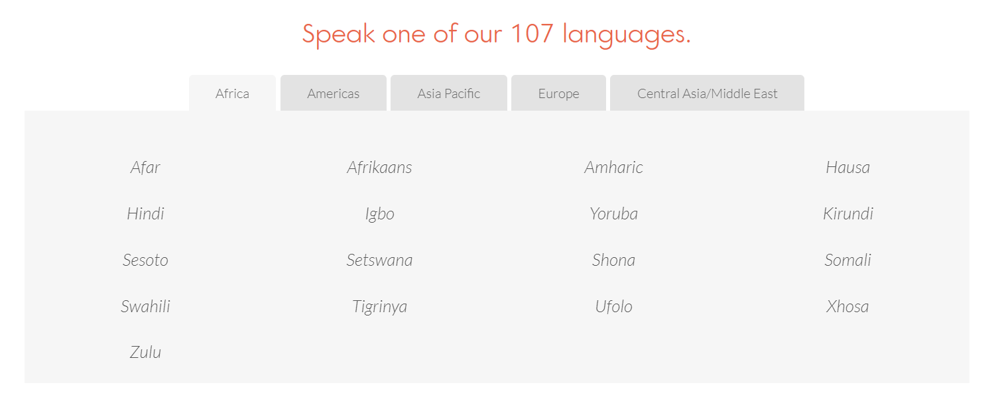 Speak one of our 107 languages.
Africa Americas Asia Pacific Europe Central Asia/Middle East
Afar Afrikaans Amharic Hausa
Hindi Igbo Yoruba Kirundi
Sesoto Setswana Shona Somali
Swahili Tigrinya Ufolo Xhosa
Zulu